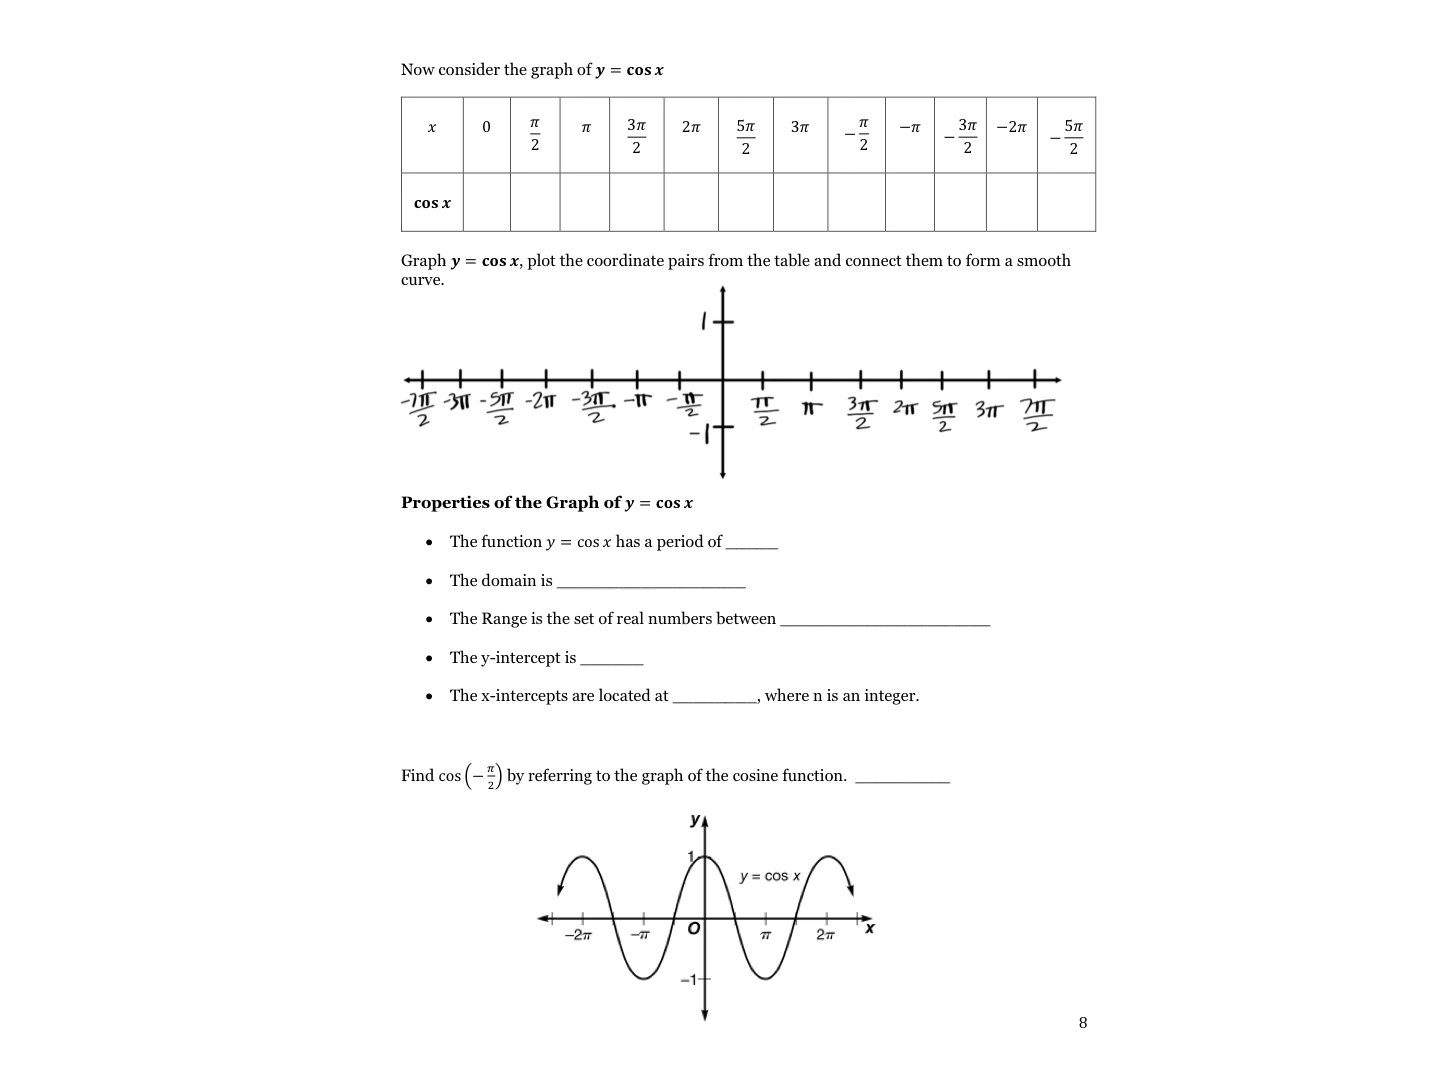 Now consider the graph of y = cos x
x 0 π/2 π 3π/2 2π 5π/2 3π −π/2 −π −3π/2 −2π −5π/2
cos x
Graph y = cos x, plot the coordinate pairs from the table and connect them to form a smooth
curve.
1
-7π/2 -3π -5π/2 -2π -3π/2 -π -π/2 π/2 π 3π/2 2π 5π/2 3π 7π/2
-1
Properties of the Graph of y = cos x
• The function y = cos x has a period of ______
• The domain is ______________________
• The Range is the set of real numbers between ________________________
• The y-intercept is _______
• The x-intercepts are located at __________, where n is an integer.
Find cos (−π/2) by referring to the graph of the cosine function. ___________
y
1
y = cos x
−2π −π O π 2π x
−1
8